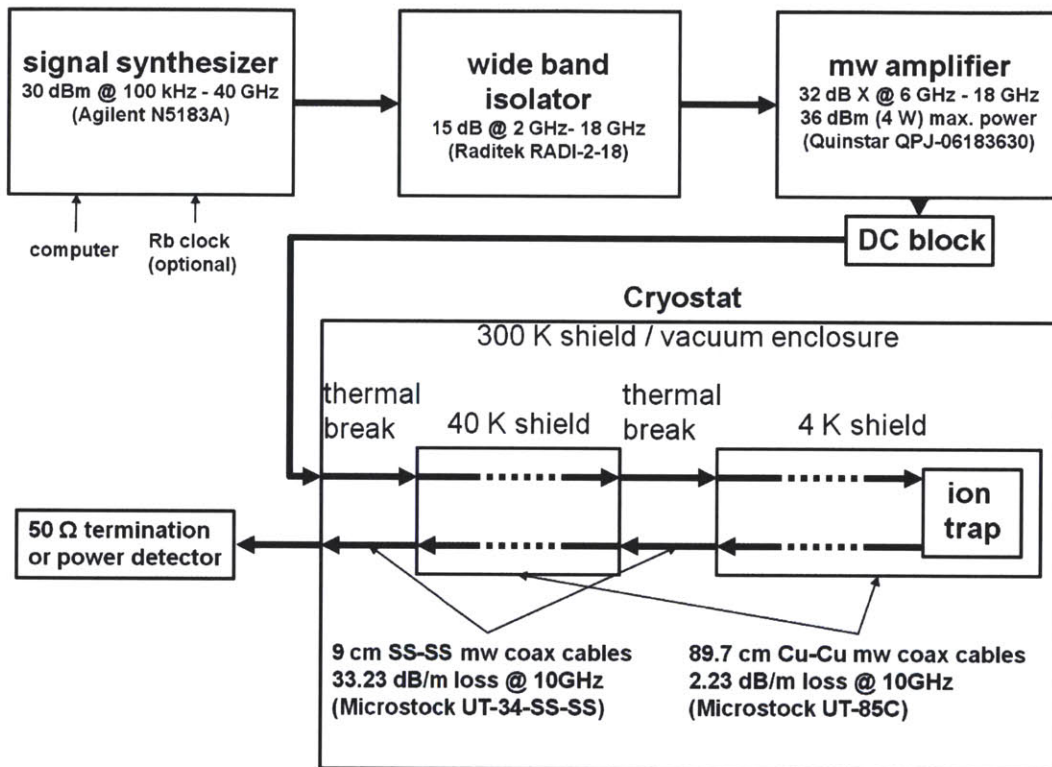 signal synthesizer
30 dBm @ 100 kHz - 40 GHz
(Agilent N5183A)
wide band
isolator
15 dB @ 2 GHz- 18 GHz
(Raditek RADI-2-18)
mw amplifier
32 dB X @ 6 GHz - 18 GHz
36 dBm (4 W) max. power
(Quinstar QPJ-06183630)
computer
Rb clock
(optional)
DC block
Cryostat
300 K shield / vacuum enclosure
thermal
break
40 K shield
thermal
break
4 K shield
ion
trap
50 Ω termination
or power detector
9 cm SS-SS mw coax cables
33.23 dB/m loss @ 10GHz
(Microstock UT-34-SS-SS)
89.7 cm Cu-Cu mw coax cables
2.23 dB/m loss @ 10GHz
(Microstock UT-85C)